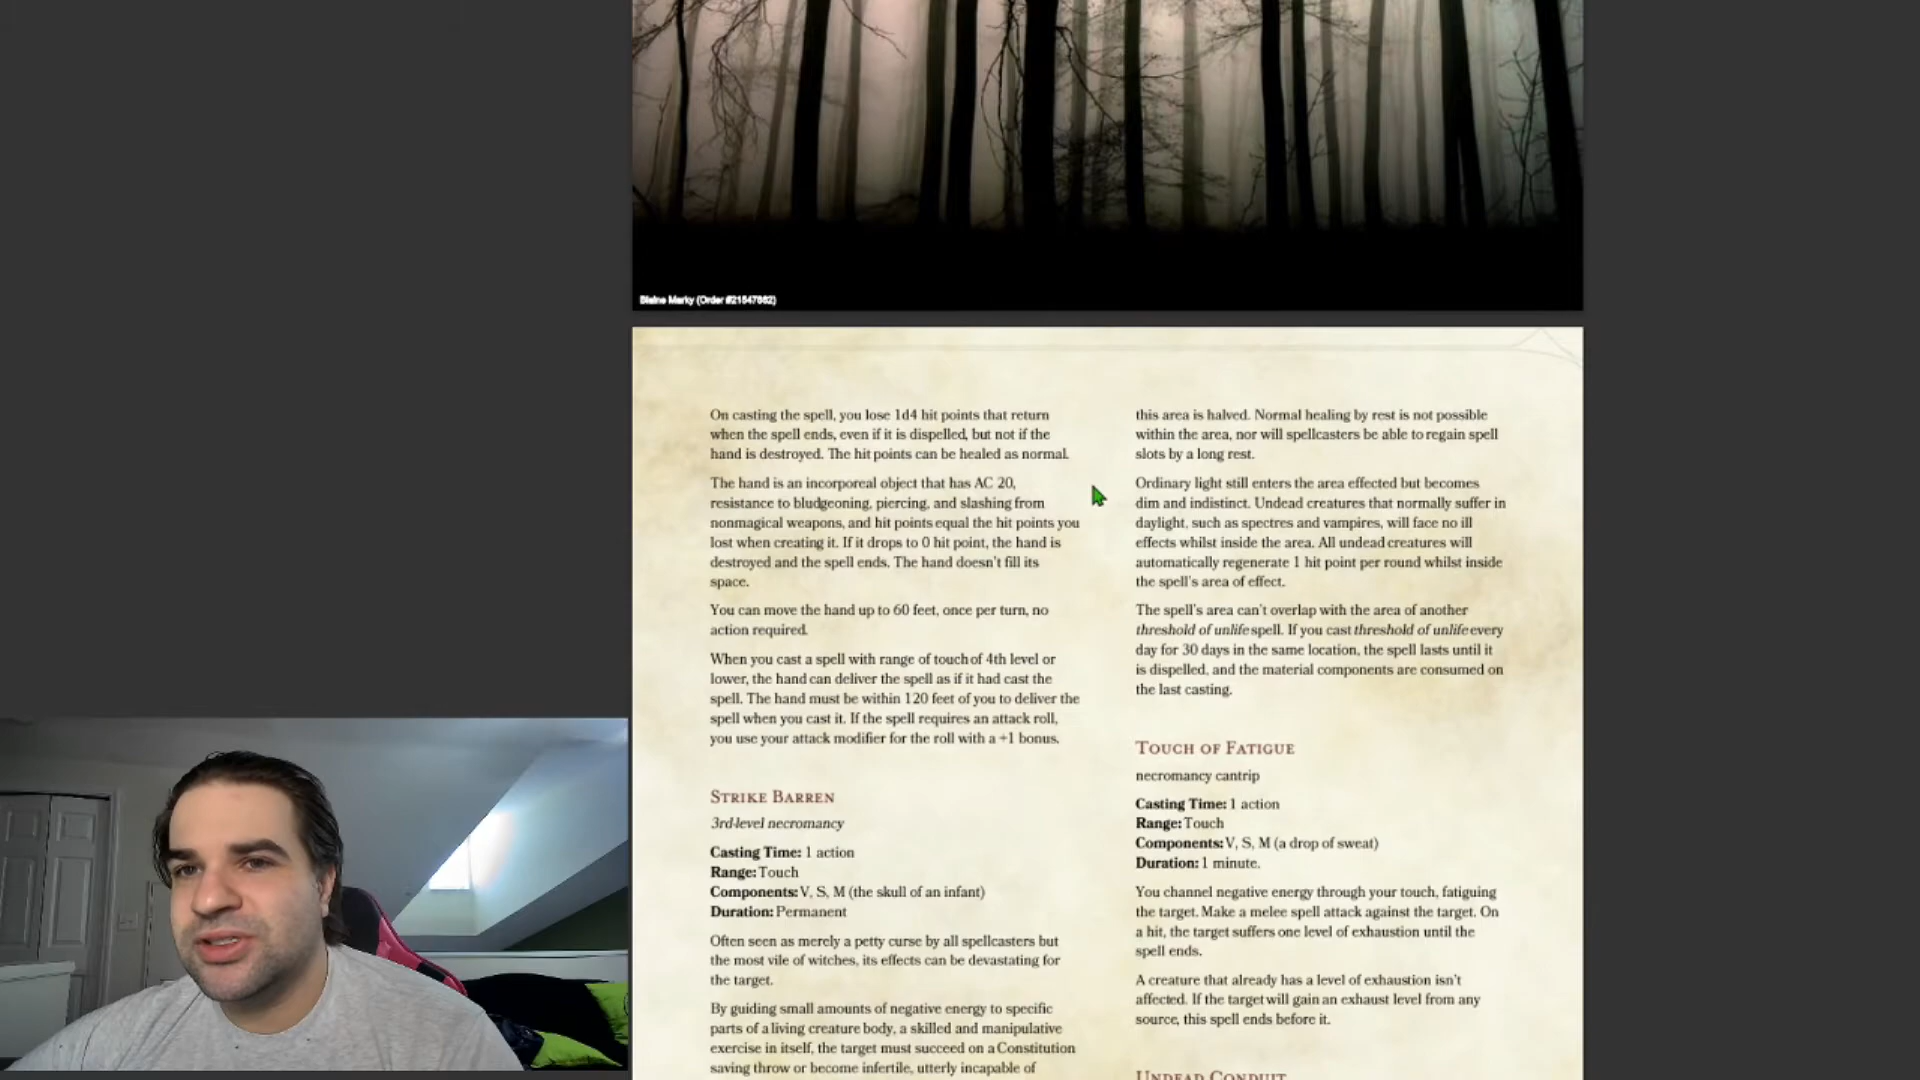 Blaine Marky (Order #21547862)
On casting the spell, you lose 1d4 hit points that return
when the spell ends, even if it is dispelled, but not if the
hand is destroyed. The hit points can be healed as normal.
The hand is an incorporeal object that has AC 20,
resistance to bludgeoning, piercing, and slashing from
nonmagical weapons, and hit points equal the hit points you
lost when creating it. If it drops to 0 hit point, the hand is
destroyed and the spell ends. The hand doesn't fill its
space.
You can move the hand up to 60 feet, once per turn, no
action required.
When you cast a spell with range of touch of 4th level or
lower, the hand can deliver the spell as if it had cast the
spell. The hand must be within 120 feet of you to deliver the
spell when you cast it. If the spell requires an attack roll,
you use your attack modifier for the roll with a +1 bonus.
STRIKE BARREN
3rd-level necromancy
Casting Time: 1 action
Range: Touch
Components: V, S, M (the skull of an infant)
Duration: Permanent
Often seen as merely a petty curse by all spellcasters but
the most vile of witches, its effects can be devastating for
the target.
By guiding small amounts of negative energy to specific
parts of a living creature body, a skilled and manipulative
exercise in itself, the target must succeed on a Constitution
saving throw or become infertile, utterly incapable of
this area is halved. Normal healing by rest is not possible
within the area, nor will spellcasters be able to regain spell
slots by a long rest.
Ordinary light still enters the area effected but becomes
dim and indistinct. Undead creatures that normally suffer in
daylight, such as spectres and vampires, will face no ill
effects whilst inside the area. All undead creatures will
automatically regenerate 1 hit point per round whilst inside
the spell's area of effect.
The spell's area can't overlap with the area of another
threshold of unlife spell. If you cast threshold of unlife every
day for 30 days in the same location, the spell lasts until it
is dispelled, and the material components are consumed on
the last casting.
TOUCH OF FATIGUE
necromancy cantrip
Casting Time: 1 action
Range: Touch
Components: V, S, M (a drop of sweat)
Duration: 1 minute.
You channel negative energy through your touch, fatiguing
the target. Make a melee spell attack against the target. On
a hit, the target suffers one level of exhaustion until the
spell ends.
A creature that already has a level of exhaustion isn't
affected. If the target will gain an exhaust level from any
source, this spell ends before it.
UNDEAD CONDUIT